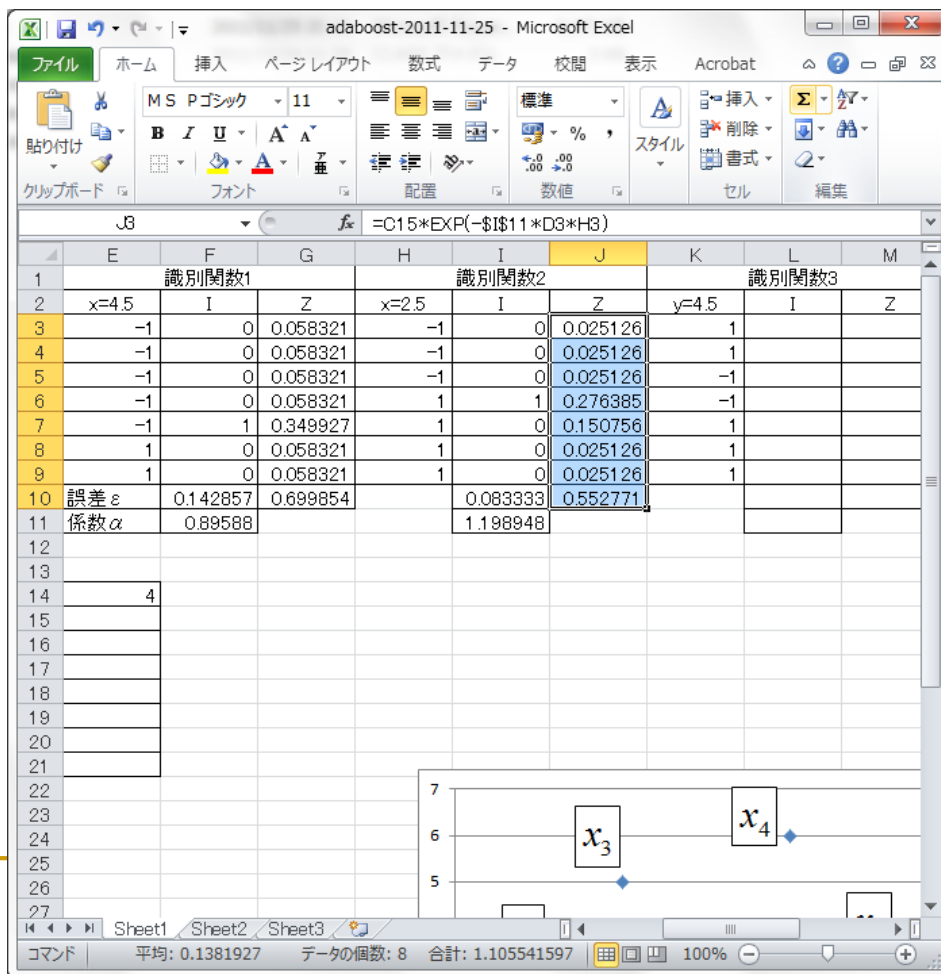 adaboost-2011-11-25 - Microsoft Excel
ファイル ホーム 挿入 ページ レイアウト 数式 データ 校閲 表示 Acrobat
MS Pゴシック 11 標準 挿入
貼り付け B I U A A % , スタイル 削除
書式
クリップボード フォント 配置 数値 セル 編集
J3 fx =C15*EXP(-$I$11*D3*H3)
E F G H I J K L M
1 識別関数1 識別関数2 識別関数3
2 x=4.5 I Z x=2.5 I Z y=4.5 I Z
3 -1 0 0.058321 -1 0 0.025126 1
4 -1 0 0.058321 -1 0 0.025126 1
5 -1 0 0.058321 -1 0 0.025126 -1
6 -1 0 0.058321 1 1 0.276385 -1
7 -1 1 0.349927 1 0 0.150756 1
8 1 0 0.058321 1 0 0.025126 1
9 1 0 0.058321 1 0 0.025126 1
10 誤差ε 0.142857 0.699854 0.083333 0.552771
11 係数α 0.89588 1.198948
12
13
14 4
15
16
17
18
19
20
21
22 7
23 x4
24 6 x3
25
26 5
27
Sheet1 Sheet2 Sheet3
コマンド 平均: 0.1381927 データの個数: 8 合計: 1.105541597 100%